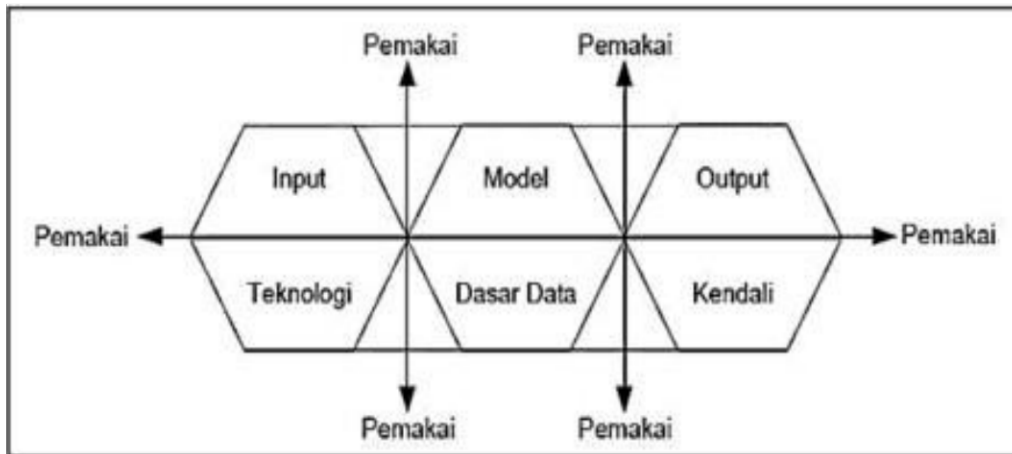 Pemakai Pemakai
Input Model Output
Pemakai Pemakai
Teknologi Dasar Data Kendali
Pemakai Pemakai